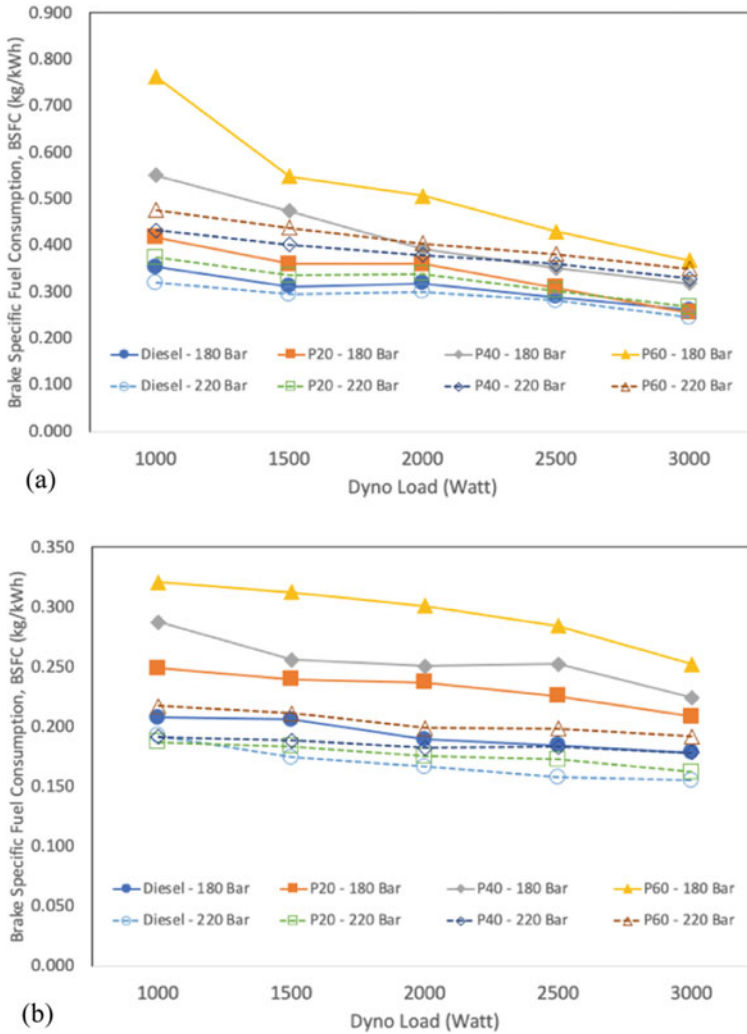 0.900
0.800
0.700
0.600
0.500
0.400
0.300
0.200
0.100
0.000
Brake Specific Fuel Consumption, BSFC (kg/kWh)
Diesel - 180 Bar P20 - 180 Bar P40 - 180 Bar P60 - 180 Bar
Diesel - 220 Bar P20 - 220 Bar P40 - 220 Bar P60 - 220 Bar
1000 1500 2000 2500 3000
Dyno Load (Watt)
(a)
0.350
0.300
0.250
0.200
0.150
0.100
0.050
0.000
Brake Specific Fuel Consumption, BSFC (kg/kWh)
Diesel - 180 Bar P20 - 180 Bar P40 - 180 Bar P60 - 180 Bar
Diesel - 220 Bar P20 - 220 Bar P40 - 220 Bar P60 - 220 Bar
1000 1500 2000 2500 3000
Dyno Load (Watt)
(b)